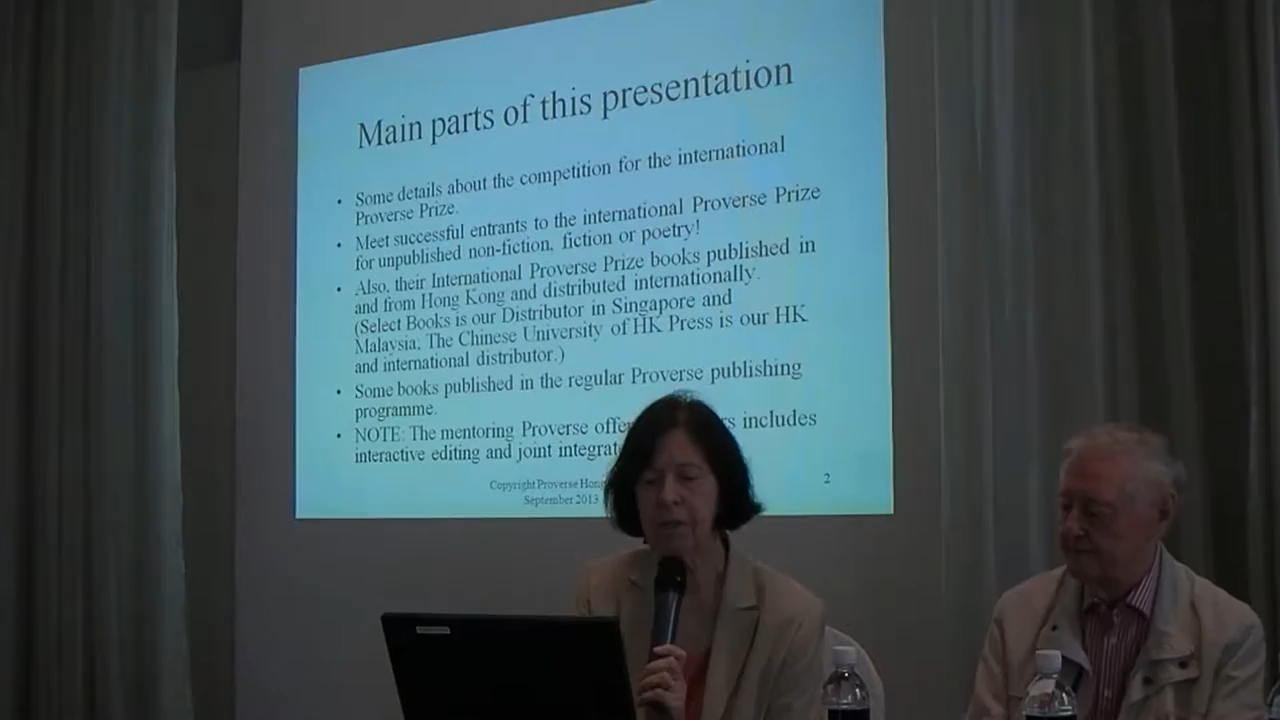 Main parts of this presentation
• Some details about the competition for the international
Proverse Prize.
• Meet successful entrants to the international Proverse Prize
for unpublished non-fiction, fiction or poetry!
• Also, their International Proverse Prize books published in
and from Hong Kong and distributed internationally.
(Select Books is our Distributor in Singapore and
Malaysia. The Chinese University of HK Press is our HK
and international distributor.)
• Some books published in the regular Proverse publishing
programme.
• NOTE: The mentoring Proverse includes
interactive editing and joint
Copyright Proverse
September 2013
2